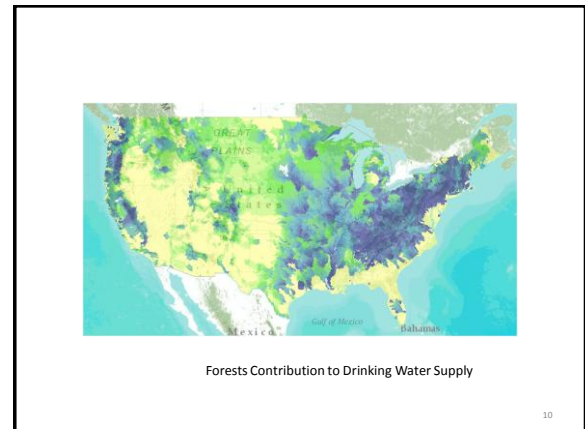 GREAT
PLAINS
United
States
Mexico
Gulf of Mexico
Bahamas
Forests Contribution to Drinking Water Supply
10